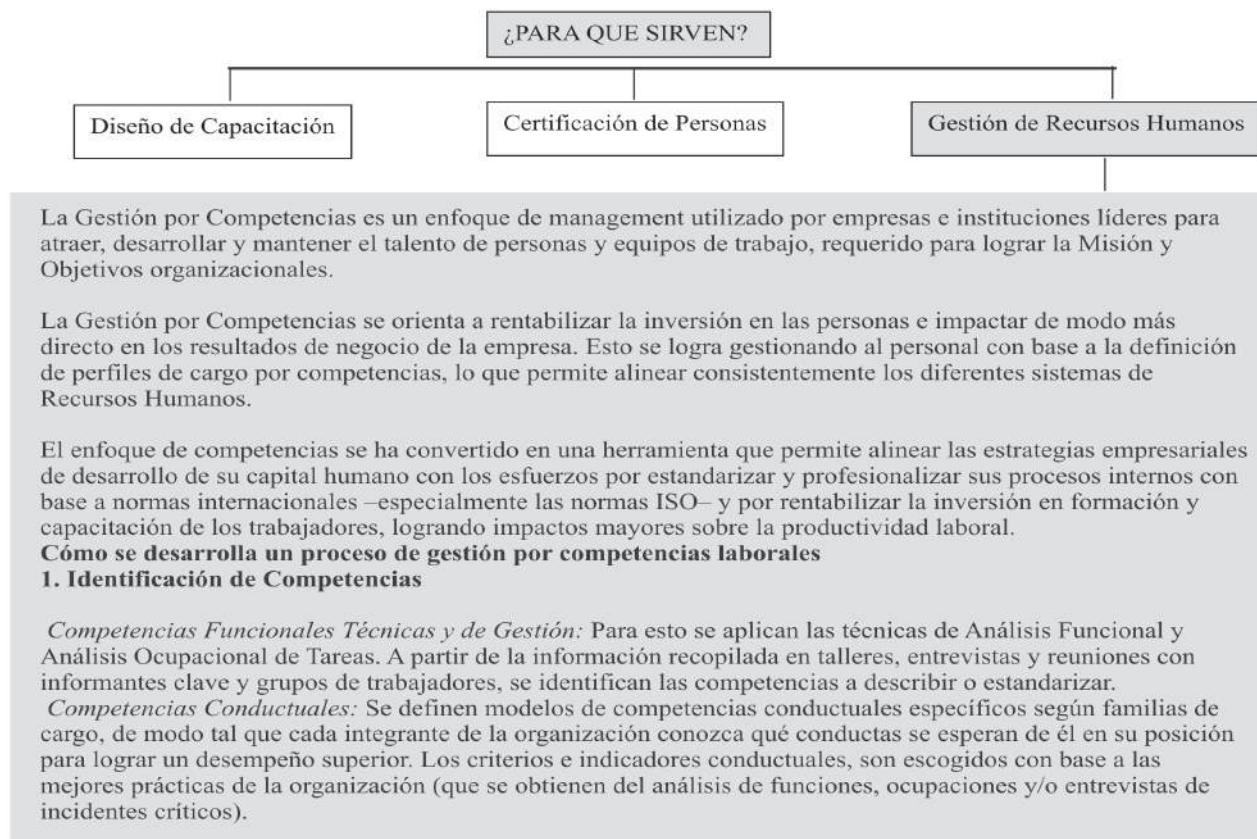 ¿PARA QUE SIRVEN?
Diseño de Capacitación
Certificación de Personas
Gestión de Recursos Humanos
La Gestión por Competencias es un enfoque de management utilizado por empresas e instituciones líderes para
atraer, desarrollar y mantener el talento de personas y equipos de trabajo, requerido para lograr la Misión y
Objetivos organizacionales.
La Gestión por Competencias se orienta a rentabilizar la inversión en las personas e impactar de modo más
directo en los resultados de negocio de la empresa. Esto se logra gestionando al personal con base a la definición
de perfiles de cargo por competencias, lo que permite alinear consistentemente los diferentes sistemas de
Recursos Humanos.
El enfoque de competencias se ha convertido en una herramienta que permite alinear las estrategias empresariales
de desarrollo de su capital humano con los esfuerzos por estandarizar y profesionalizar sus procesos internos con
base a normas internacionales –especialmente las normas ISO– y por rentabilizar la inversión en formación y
capacitación de los trabajadores, logrando impactos mayores sobre la productividad laboral.
Cómo se desarrolla un proceso de gestión por competencias laborales
1. Identificación de Competencias
Competencias Funcionales Técnicas y de Gestión: Para esto se aplican las técnicas de Análisis Funcional y
Análisis Ocupacional de Tareas. A partir de la información recopilada en talleres, entrevistas y reuniones con
informantes clave y grupos de trabajadores, se identifican las competencias a describir o estandarizar.
Competencias Conductuales: Se definen modelos de competencias conductuales específicos según familias de
cargo, de modo tal que cada integrante de la organización conozca qué conductas se esperan de él en su posición
para lograr un desempeño superior. Los criterios e indicadores conductuales, son escogidos con base a las
mejores prácticas de la organización (que se obtienen del análisis de funciones, ocupaciones y/o entrevistas de
incidentes críticos).